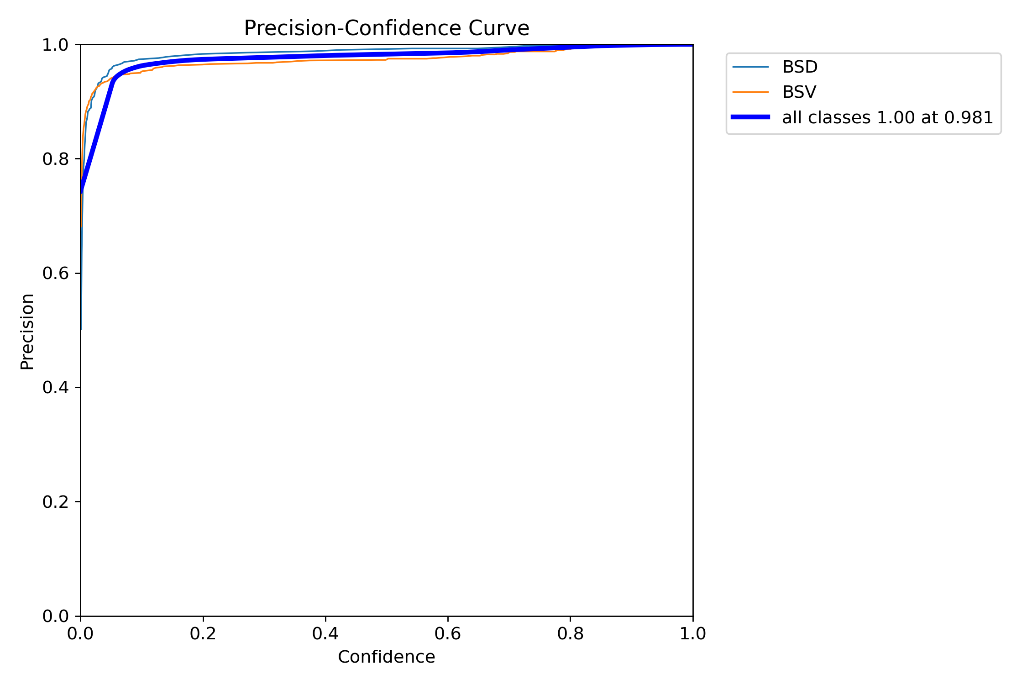 Precision-Confidence Curve
BSD
BSV
all classes 1.00 at 0.981
Precision
1.0
0.8
0.6
0.4
0.2
0.0
0.0 0.2 0.4 0.6 0.8 1.0
Confidence